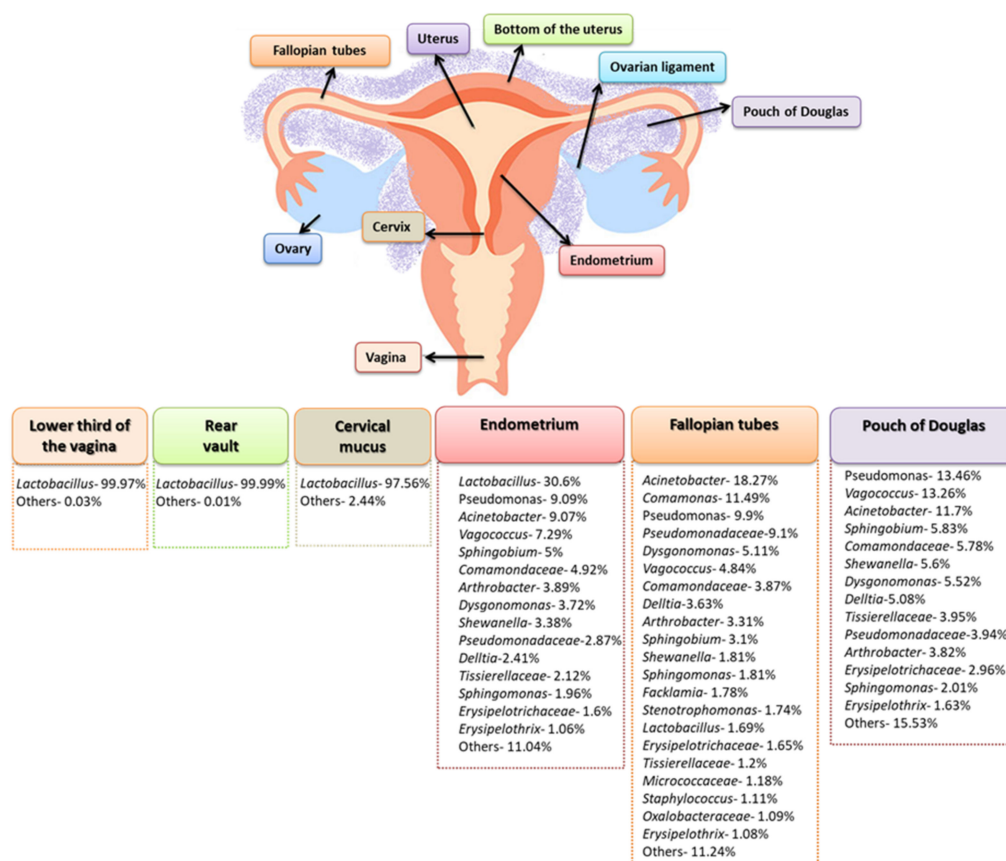 Fallopian tubes
Uterus
Bottom of the uterus
Ovarian ligament
Pouch of Douglas
Cervix
Ovary
Endometrium
Vagina
Lower third of
the vagina
Lactobacillus- 99.97%
Others- 0.03%
Rear
vault
Lactobacillus- 99.99%
Others- 0.01%
Cervical
mucus
Lactobacillus- 97.56%
Others- 2.44%
Endometrium
Lactobacillus- 30.6%
Pseudomonas- 9.09%
Acinetobacter- 9.07%
Vagococcus- 7.29%
Sphingobium- 5%
Comamondaceae- 4.92%
Arthrobacter- 3.89%
Dysgonomonas- 3.72%
Shewanella- 3.38%
Pseudomonadaceae-2.87%
Delltia-2.41%
Tissierellaceae- 2.12%
Sphingomonas- 1.96%
Erysipelotrichaceae- 1.6%
Erysipelothrix- 1.06%
Others- 11.04%
Fallopian tubes
Acinetobacter- 18.27%
Comamonas- 11.49%
Pseudomonas- 9.9%
Pseudomonadaceae-9.1%
Dysgonomonas- 5.11%
Vagococcus- 4.84%
Comamondaceae- 3.87%
Delltia-3.63%
Arthrobacter- 3.31%
Sphingobium- 3.1%
Shewanella- 1.81%
Sphingomonas- 1.81%
Facklamia- 1.78%
Stenotrophomonas- 1.74%
Lactobacillus- 1.69%
Erysipelotrichaceae- 1.65%
Tissierellaceae- 1.2%
Micrococcaceae- 1.18%
Staphylococcus- 1.11%
Oxalobacteraceae- 1.09%
Erysipelothrix- 1.08%
Others- 11.24%
Pouch of Douglas
Pseudomonas- 13.46%
Vagococcus- 13.26%
Acinetobacter- 11.7%
Sphingobium- 5.83%
Comamondaceae- 5.78%
Shewanella- 5.6%
Dysgonomonas- 5.52%
Delltia-5.08%
Tissierellaceae- 3.95%
Pseudomonadaceae-3.94%
Arthrobacter- 3.82%
Erysipelotrichaceae- 2.96%
Sphingomonas- 2.01%
Erysipelothrix- 1.63%
Others- 15.53%